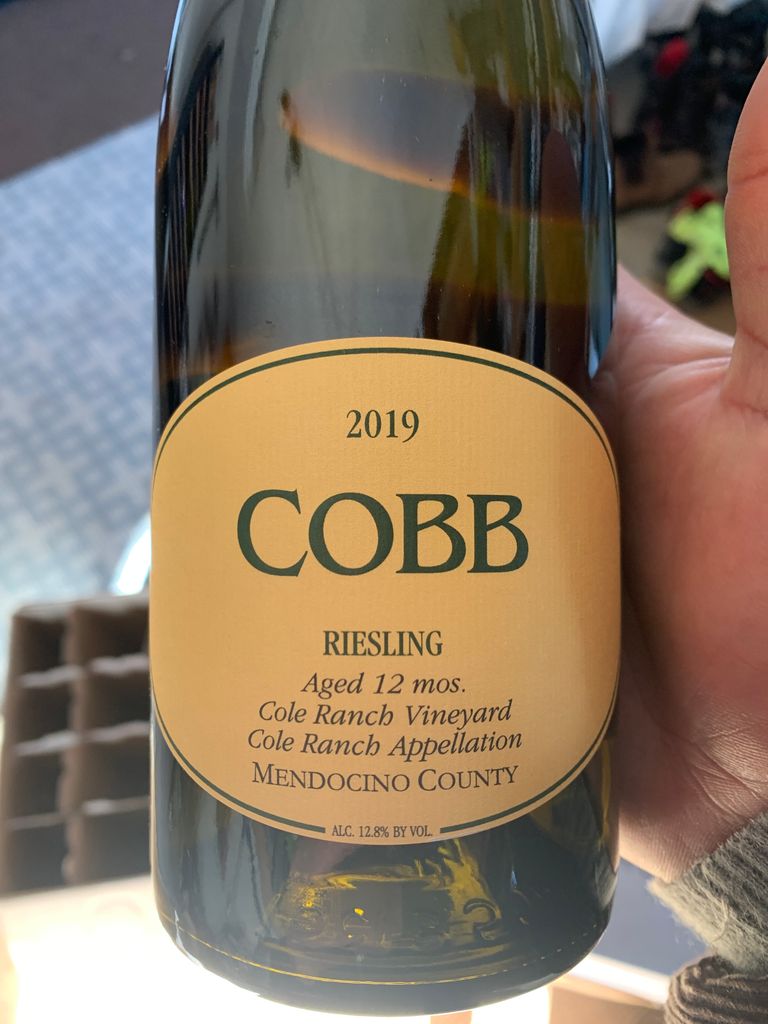 2019
COBB
RIESLING
Aged 12 mos.
Cole Ranch Vineyard
Cole Ranch Appellation
MENDOCINO COUNTY
ALC. 12.8% BY VOL.